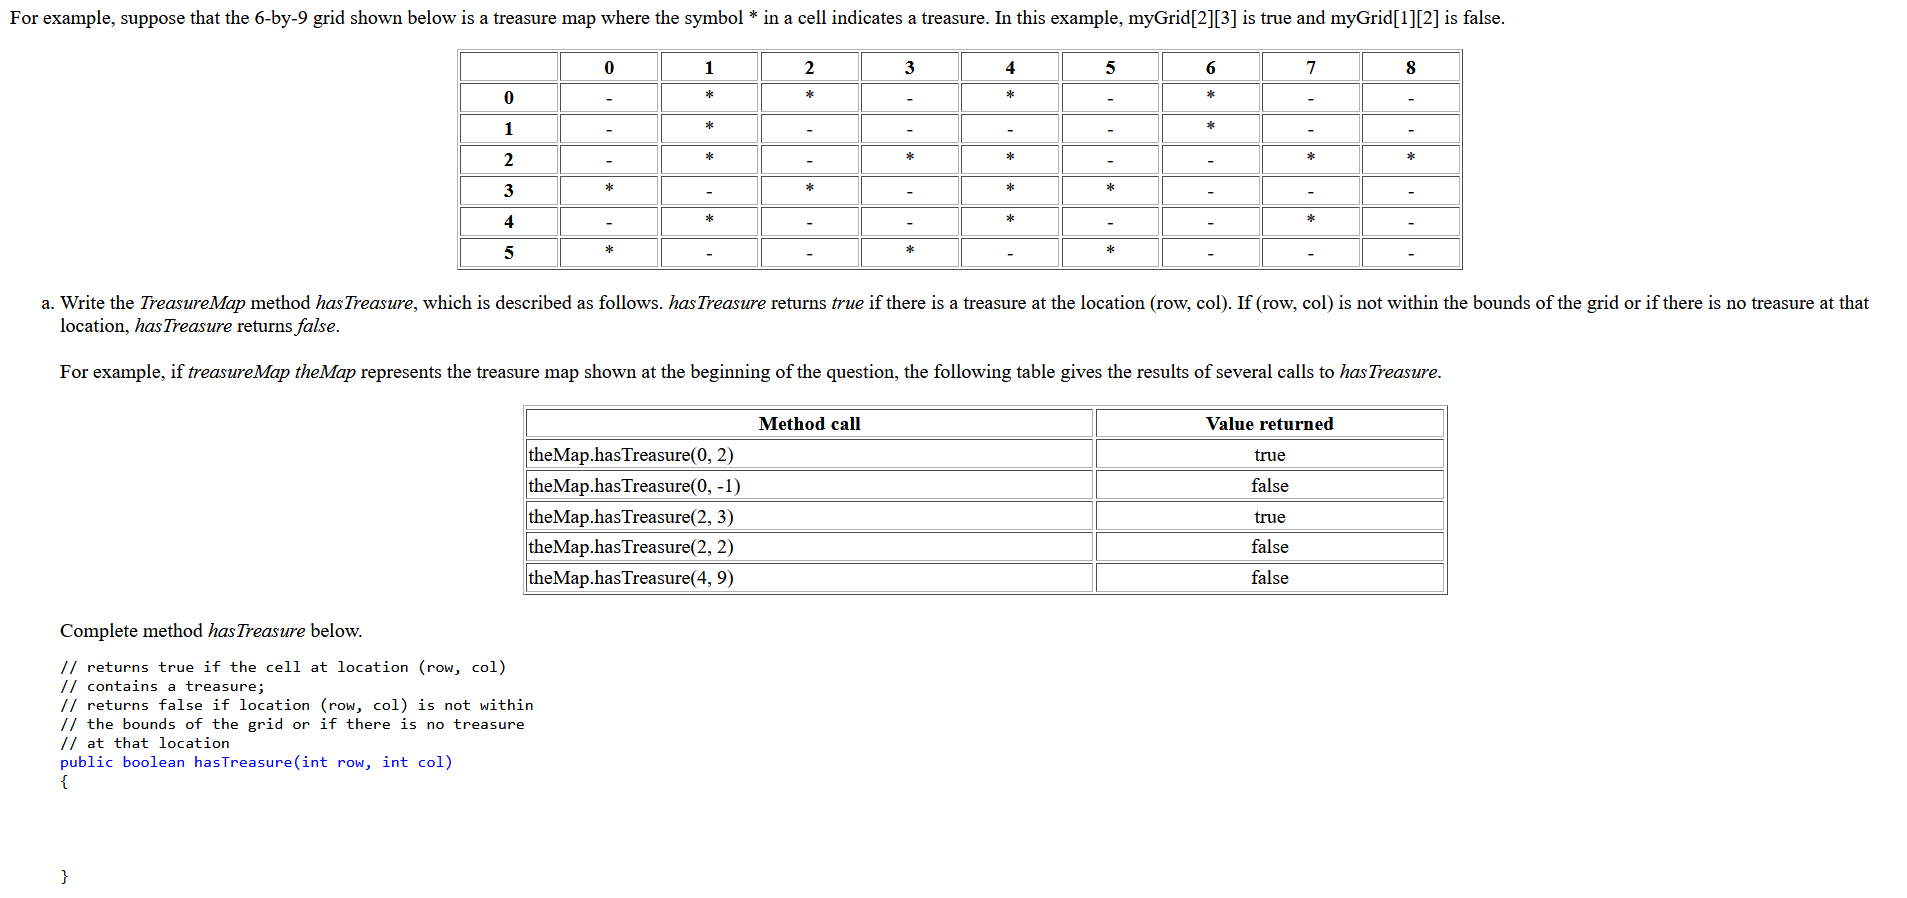 For example, suppose that the 6-by-9 grid shown below is a treasure map where the symbol * in a cell indicates a treasure. In this example, myGrid[2][3] is true and myGrid[1][2] is false.
0 1 2 3 4 5 6 7 8
0 - * * - * - * - -
1 - * - - - - * - -
2 - * - * * - - * *
3 * - * - * * - - -
4 - * - - * - - * -
5 * - - * - * - - -
a. Write the TreasureMap method hasTreasure, which is described as follows. hasTreasure returns true if there is a treasure at the location (row, col). If (row, col) is not within the bounds of the grid or if there is no treasure at that
location, hasTreasure returns false.
For example, if treasureMap theMap represents the treasure map shown at the beginning of the question, the following table gives the results of several calls to hasTreasure.
Method call Value returned
theMap.hasTreasure(0, 2) true
theMap.hasTreasure(0, -1) false
theMap.hasTreasure(2, 3) true
theMap.hasTreasure(2, 2) false
theMap.hasTreasure(4, 9) false
Complete method hasTreasure below.
// returns true if the cell at location (row, col)
// contains a treasure;
// returns false if location (row, col) is not within
// the bounds of the grid or if there is no treasure
// at that location
public boolean hasTreasure(int row, int col)
{
}